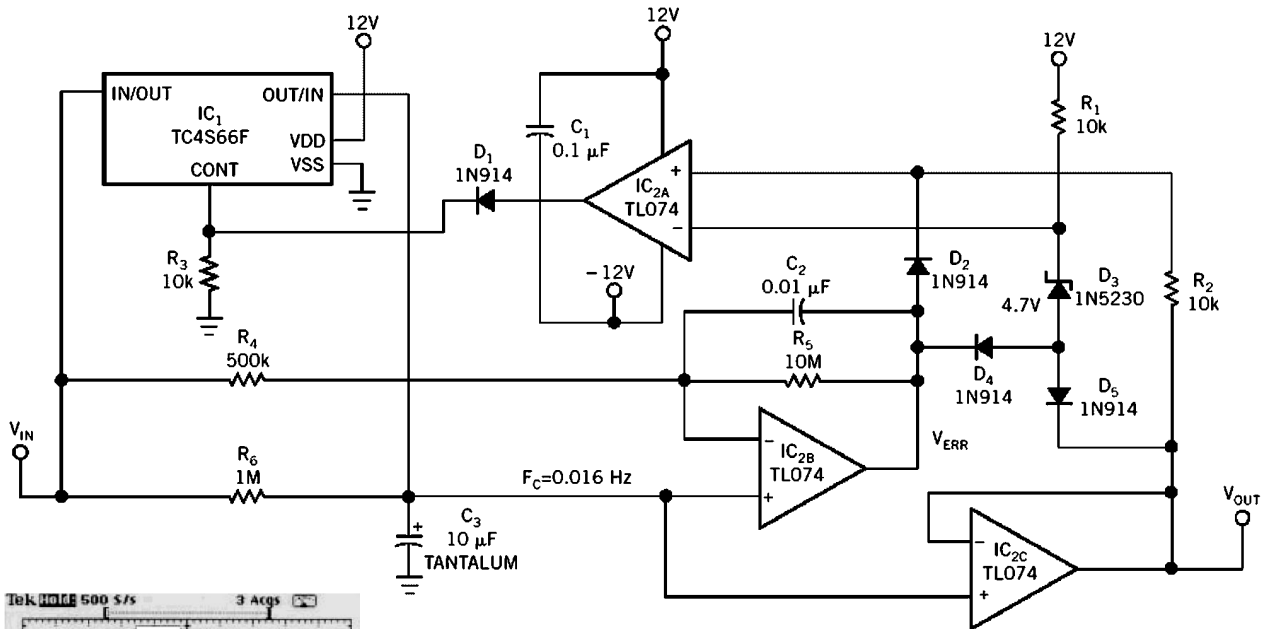 12V
12V
12V
IN/OUT
OUT/IN
IC1
TC4S66F
VDD
VSS
CONT
R1
10k
C1
0.1 µF
D1
1N914
+
IC2A
TL074
−
R3
10k
−12V
C2
0.01 µF
D2
1N914
D3
1N5230
4.7V
R2
10k
R4
500k
R5
10M
D4
1N914
D5
1N914
VIN
−
IC2B
TL074
+
VERR
R6
1M
FC=0.016 Hz
VOUT
+
C3
10 µF
TANTALUM
−
IC2C
TL074
+
Tek HOLD 500 S/s
3 Acqs